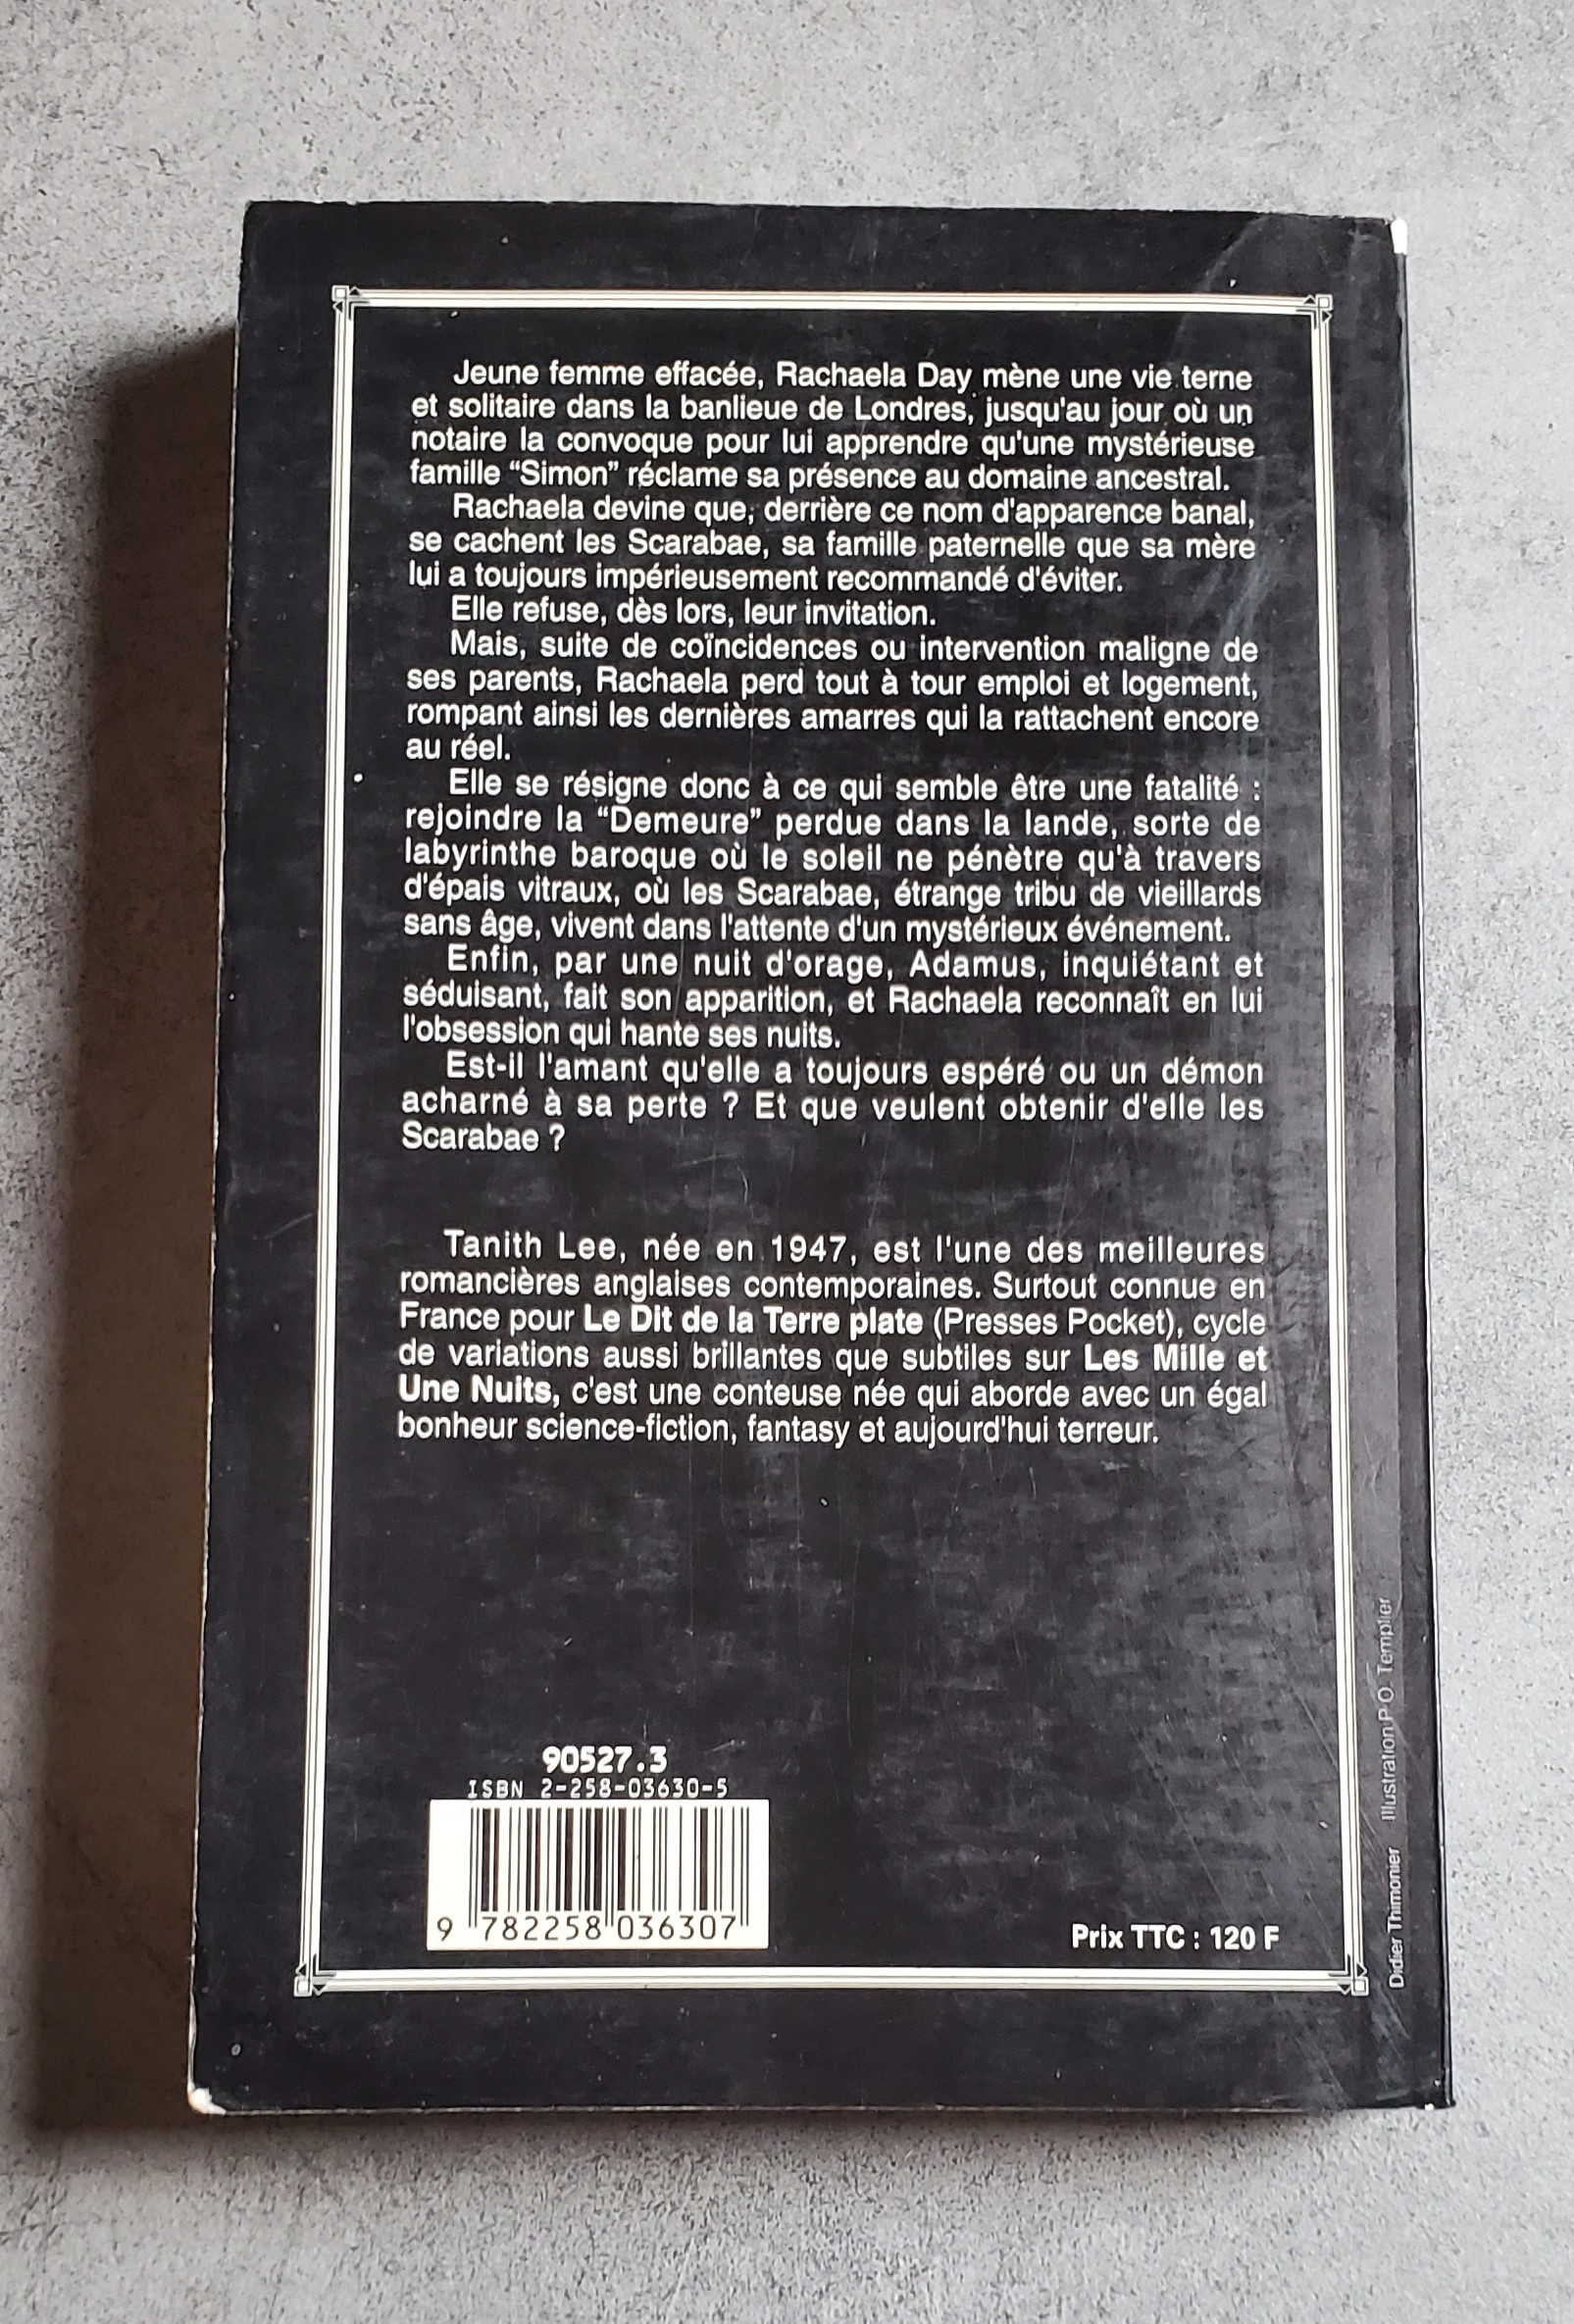 Jeune femme effacée, Rachaela Day mène une vie terne
et solitaire dans la banlieue de Londres, jusqu'au jour où un
notaire la convoque pour lui apprendre qu'une mystérieuse
famille “Simon” réclame sa présence au domaine ancestral.
Rachaela devine que, derrière ce nom d'apparence banal,
se cachent les Scarabae, sa famille paternelle que sa mère
lui a toujours impérieusement recommandé d'éviter.
Elle refuse, dès lors, leur invitation.
Mais, suite de coïncidences ou intervention maligne de
ses parents, Rachaela perd tout à tour emploi et logement,
rompant ainsi les dernières amarres qui la rattachent encore
au réel.
Elle se résigne donc à ce qui semble être une fatalité :
rejoindre la “Demeure” perdue dans la lande, sorte de
labyrinthe baroque où le soleil ne pénètre qu'à travers
d'épais vitraux, où les Scarabae, étrange tribu de vieillards
sans âge, vivent dans l'attente d'un mystérieux événement.
Enfin, par une nuit d'orage, Adamus, inquiétant et
séduisant, fait son apparition, et Rachaela reconnaît en lui
l'obsession qui hante ses nuits.
Est-il l'amant qu'elle a toujours espéré ou un démon
acharné à sa perte ? Et que veulent obtenir d'elle les
Scarabae ?
Tanith Lee, née en 1947, est l'une des meilleures
romancières anglaises contemporaines. Surtout connue en
France pour Le Dit de la Terre plate (Presses Pocket), cycle
de variations aussi brillantes que subtiles sur Les Mille et
Une Nuits, c'est une conteuse née qui aborde avec un égal
bonheur science-fiction, fantasy et aujourd'hui terreur.
90527.3
ISBN 2-258-03630-5
9 782258 036307
Prix TTC : 120 F
Didier Thimonier Illustration P.O. Templier